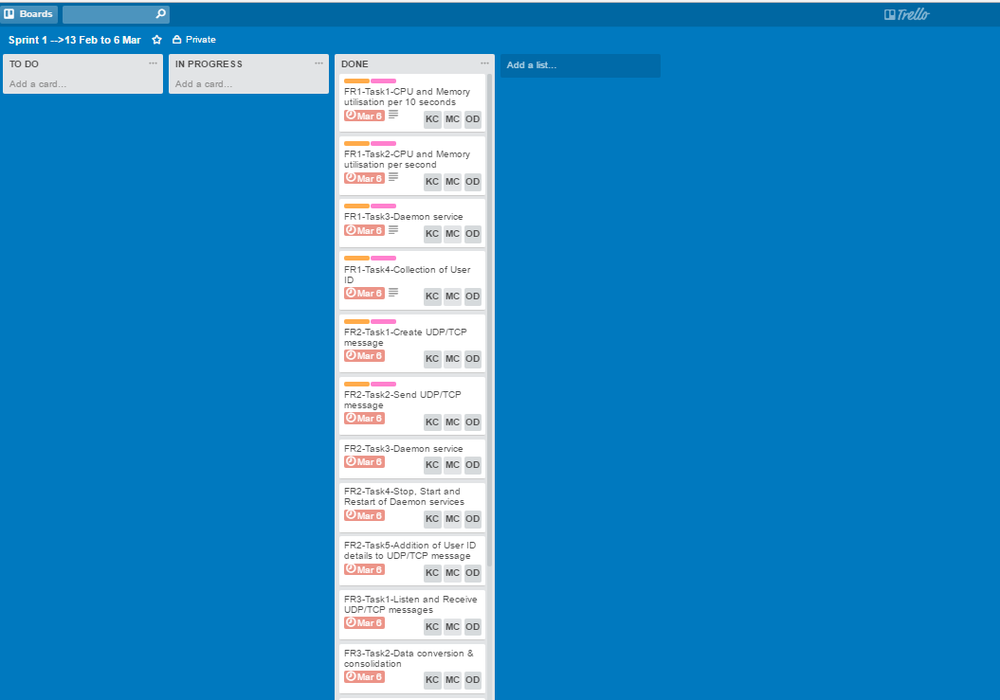 Boards
Trello
Sprint 1 -->13 Feb to 6 Mar
Private
TO DO
Add a card...
IN PROGRESS
Add a card...
DONE
FR1-Task1-CPU and Memory
utilisation per 10 seconds
Mar 6
KC MC OD
FR1-Task2-CPU and Memory
utilisation per second
Mar 6
KC MC OD
FR1-Task3-Daemon service
Mar 6
KC MC OD
FR1-Task4-Collection of User
ID
Mar 6
KC MC OD
FR2-Task1-Create UDP/TCP
message
Mar 6
KC MC OD
FR2-Task2-Send UDP/TCP
message
Mar 6
KC MC OD
FR2-Task3-Daemon service
Mar 6
KC MC OD
FR2-Task4-Stop, Start and
Restart of Daemon services
Mar 6
KC MC OD
FR2-Task5-Addition of User ID
details to UDP/TCP message
Mar 6
KC MC OD
FR3-Task1-Listen and Receive
UDP/TCP messages
Mar 6
KC MC OD
FR3-Task2-Data conversion &
consolidation
Mar 6
KC MC OD
Add a list...